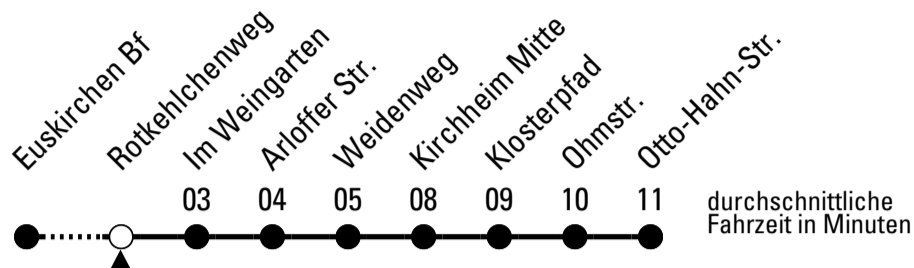 Euskirchen Bf
Rotkehlchenweg
Im Weingarten
Arloffer Str.
Weidenweg
Kirchheim Mitte
Klosterpfad
Ohmstr.
Otto-Hahn-Str.
03 04 05 08 09 10 11
durchschnittliche
Fahrzeit in Minuten